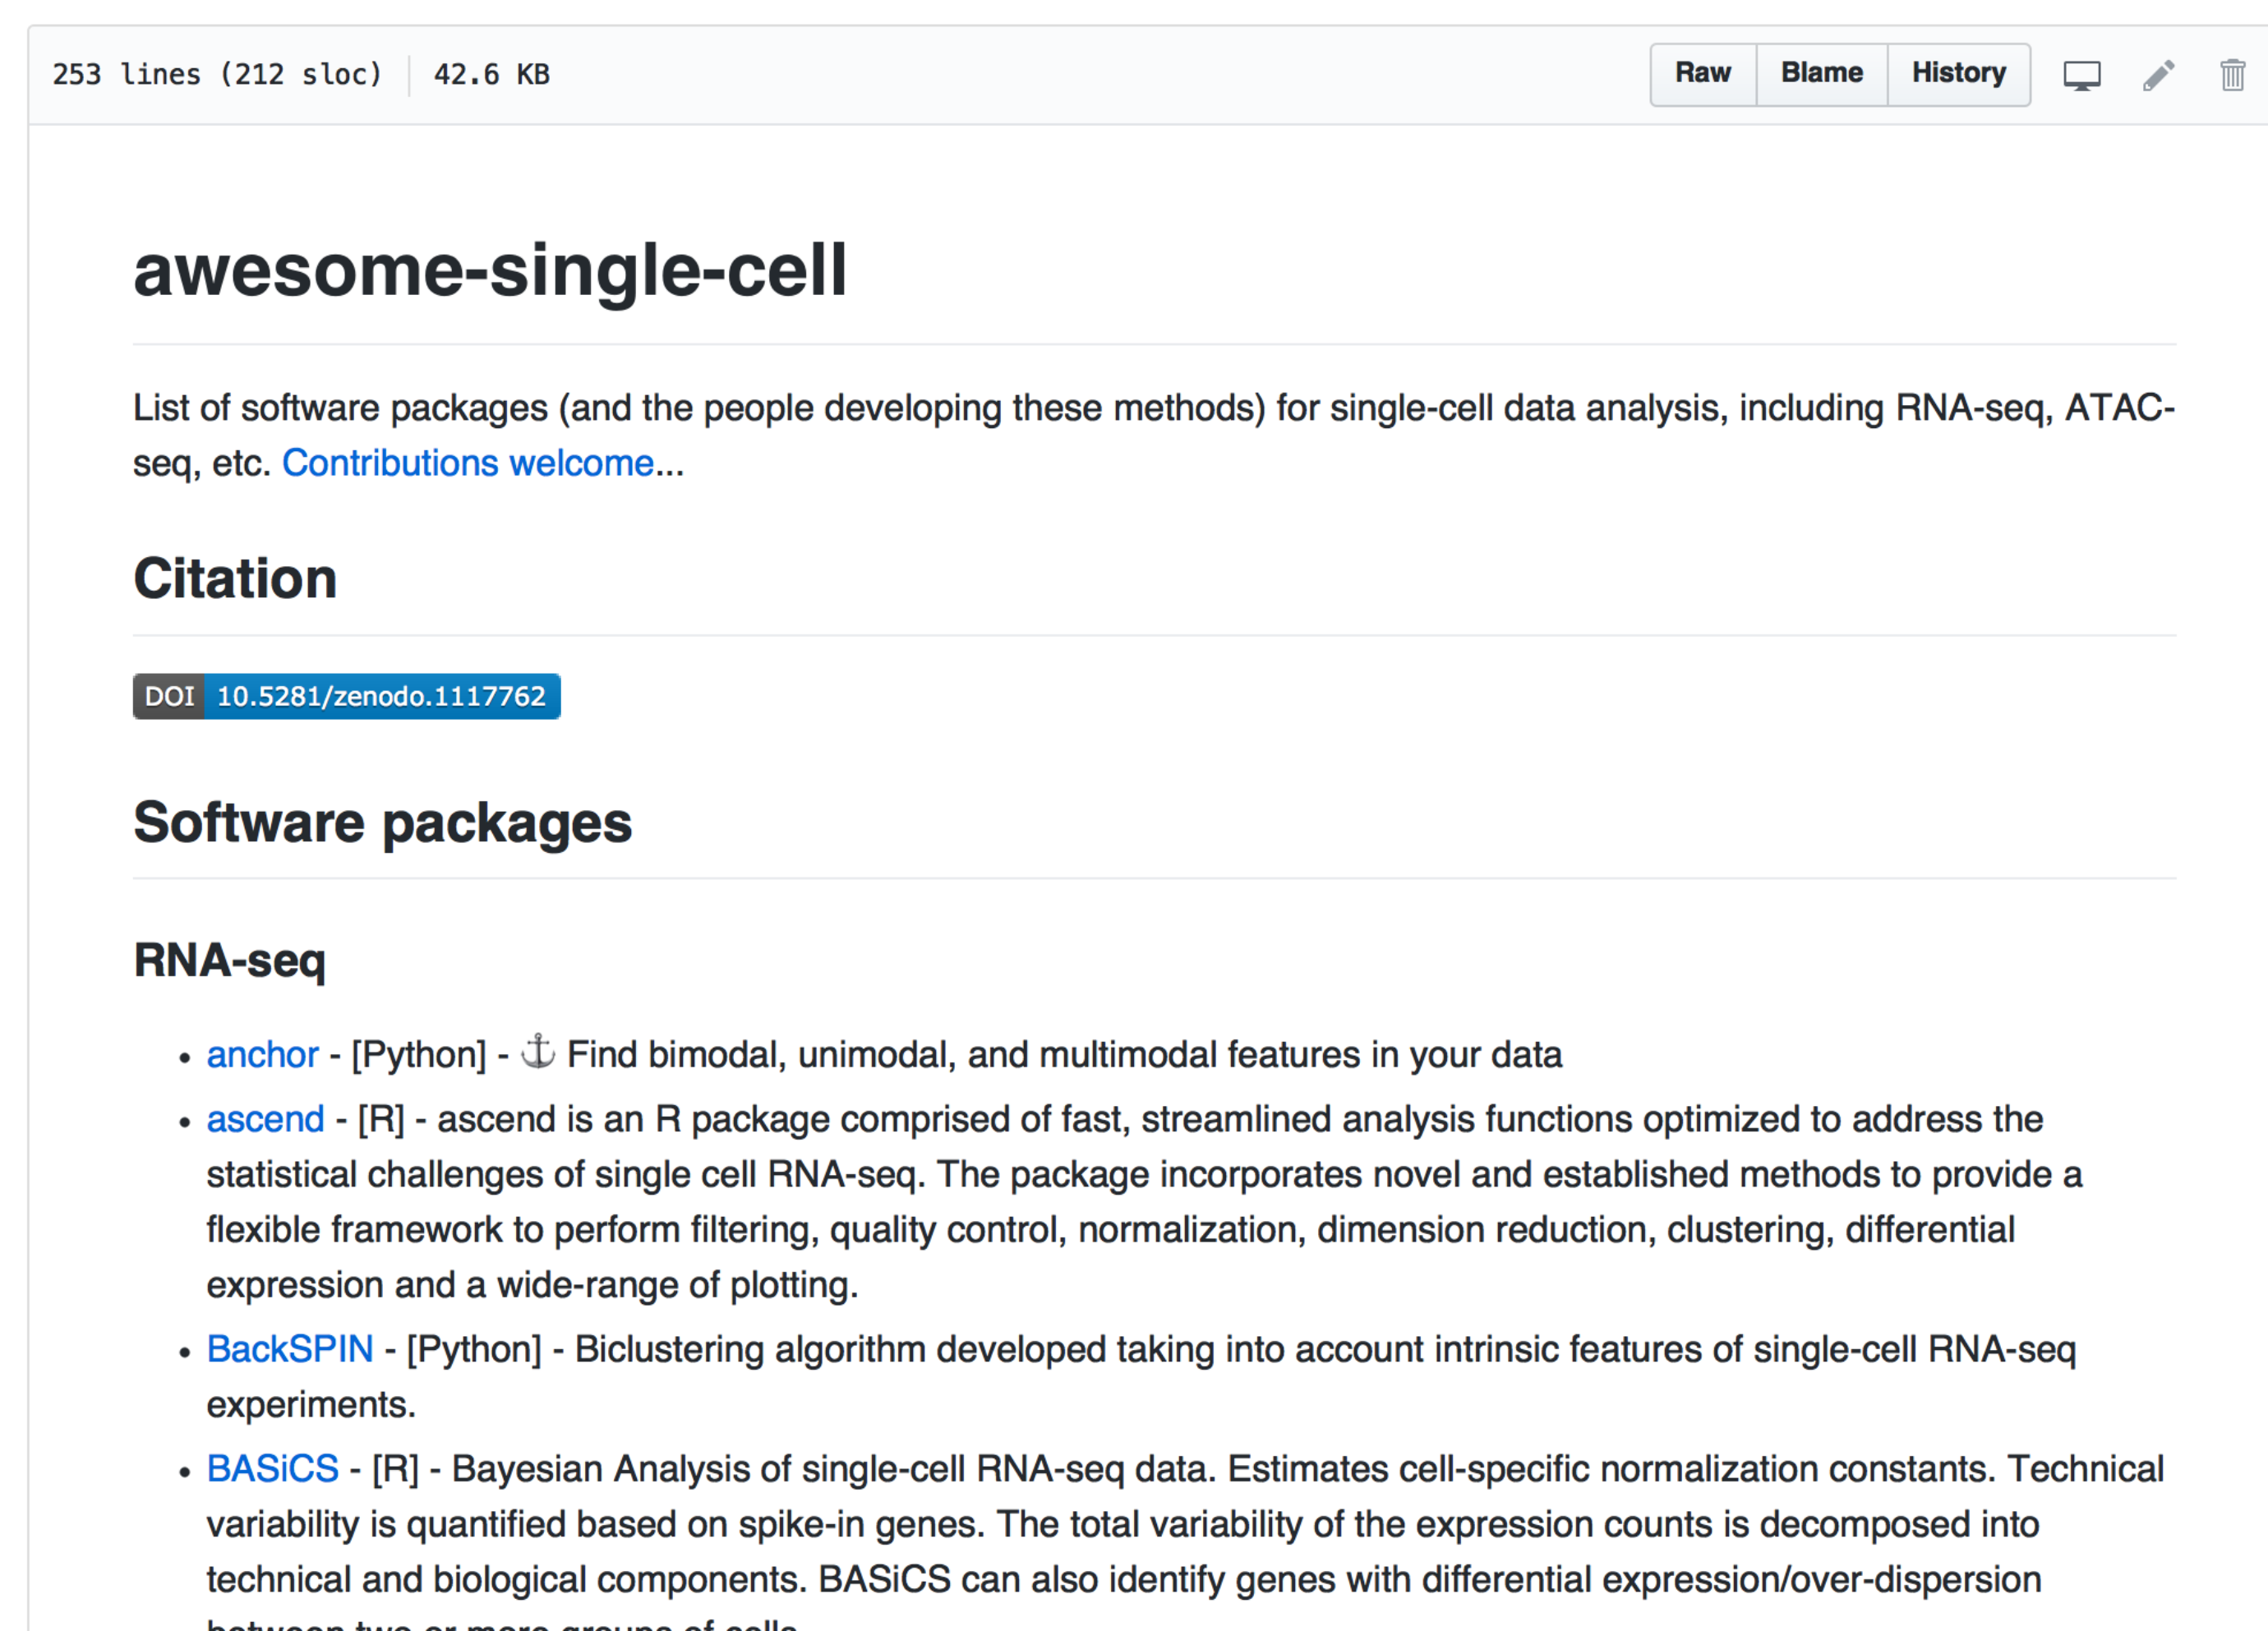 253 lines (212 sloc) 42.6 KB Raw Blame History
awesome-single-cell
List of software packages (and the people developing these methods) for single-cell data analysis, including RNA-seq, ATAC-
seq, etc. Contributions welcome...
Citation
DOI 10.5281/zenodo.1117762
Software packages
RNA-seq
• anchor - [Python] - ⚓ Find bimodal, unimodal, and multimodal features in your data
• ascend - [R] - ascend is an R package comprised of fast, streamlined analysis functions optimized to address the
statistical challenges of single cell RNA-seq. The package incorporates novel and established methods to provide a
flexible framework to perform filtering, quality control, normalization, dimension reduction, clustering, differential
expression and a wide-range of plotting.
• BackSPIN - [Python] - Biclustering algorithm developed taking into account intrinsic features of single-cell RNA-seq
experiments.
• BASiCS - [R] - Bayesian Analysis of single-cell RNA-seq data. Estimates cell-specific normalization constants. Technical
variability is quantified based on spike-in genes. The total variability of the expression counts is decomposed into
technical and biological components. BASiCS can also identify genes with differential expression/over-dispersion
between two or more groups of cells